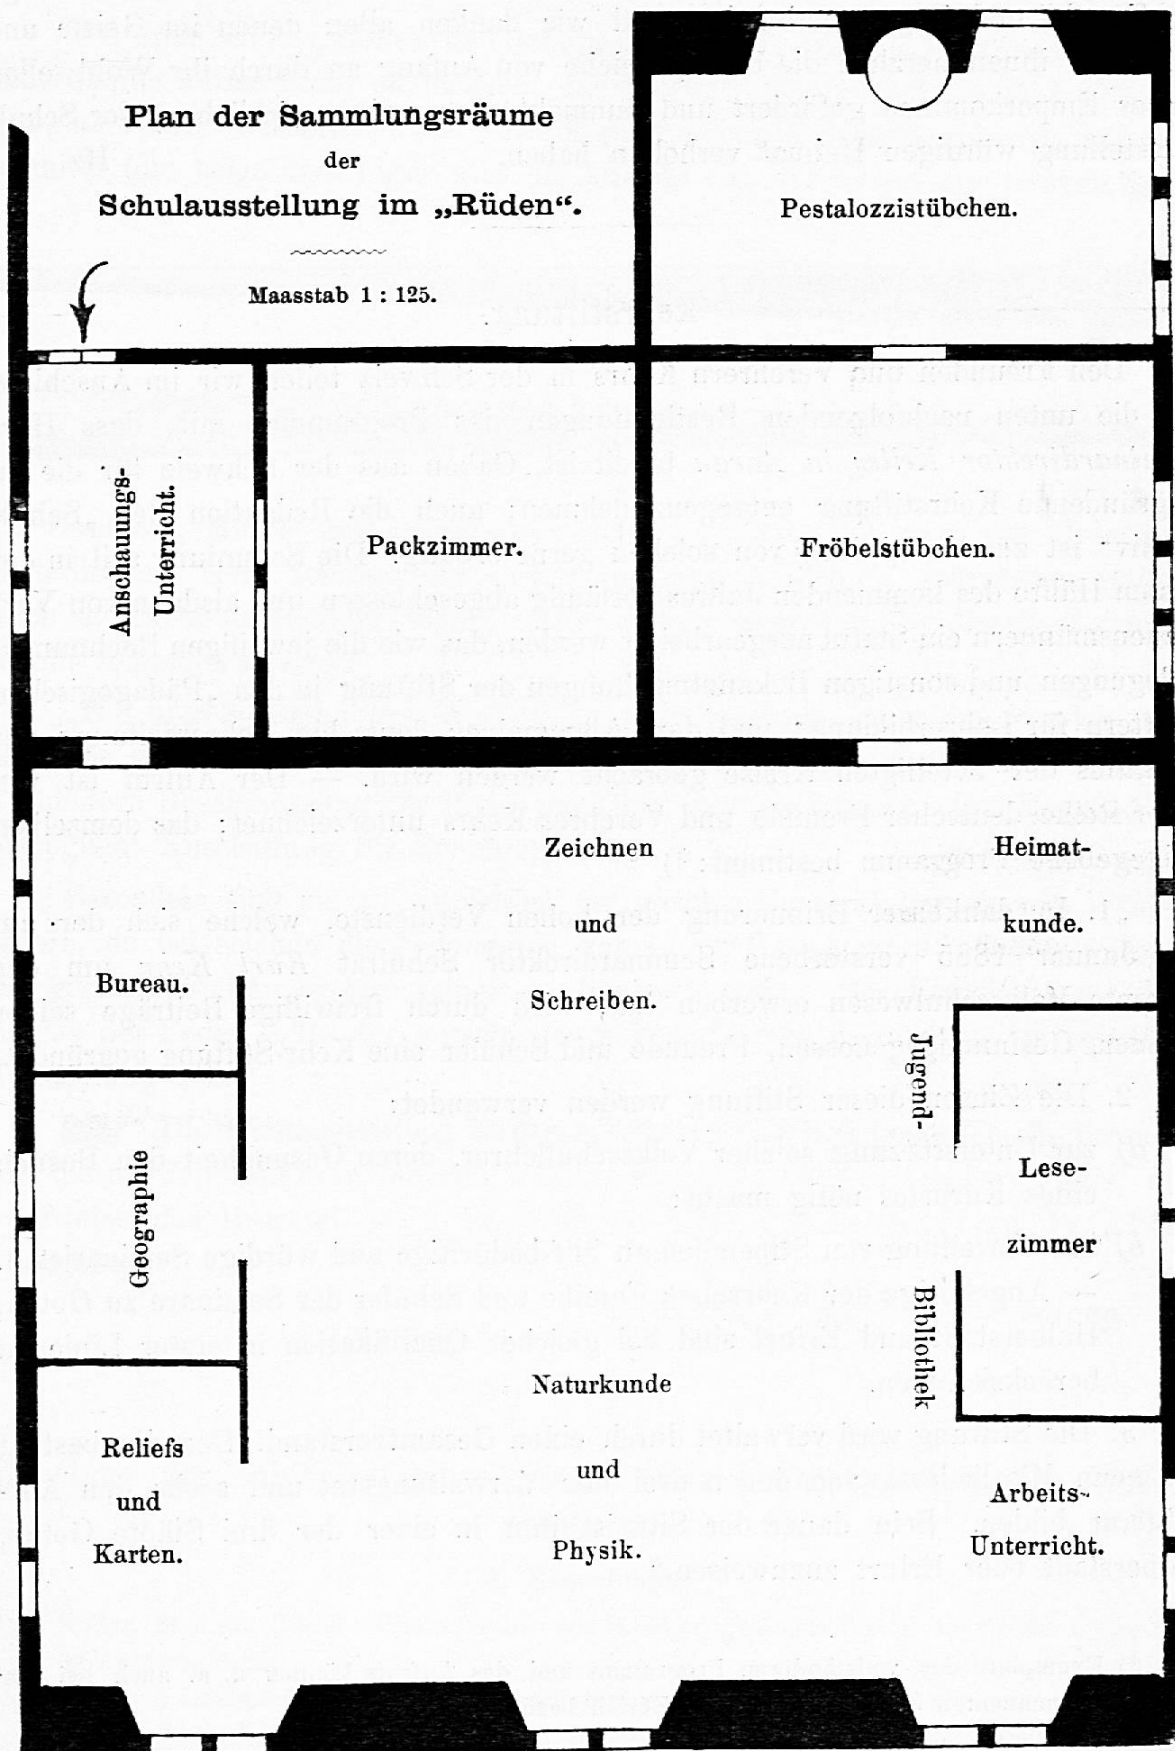 Plan der Sammlungsräume
der
Schulausstellung im „Rüden“.
Maasstab 1 : 125.
Pestalozzistübchen.
Anschauungs-
Unterricht.
Packzimmer.
Fröbelstübchen.
Zeichnen
und
Schreiben.
Heimat-
kunde.
Bureau.
Jugend-
Bibliothek
Lese-
zimmer
Geographie
Naturkunde
und
Physik.
Reliefs
und
Karten.
Arbeits-
Unterricht.